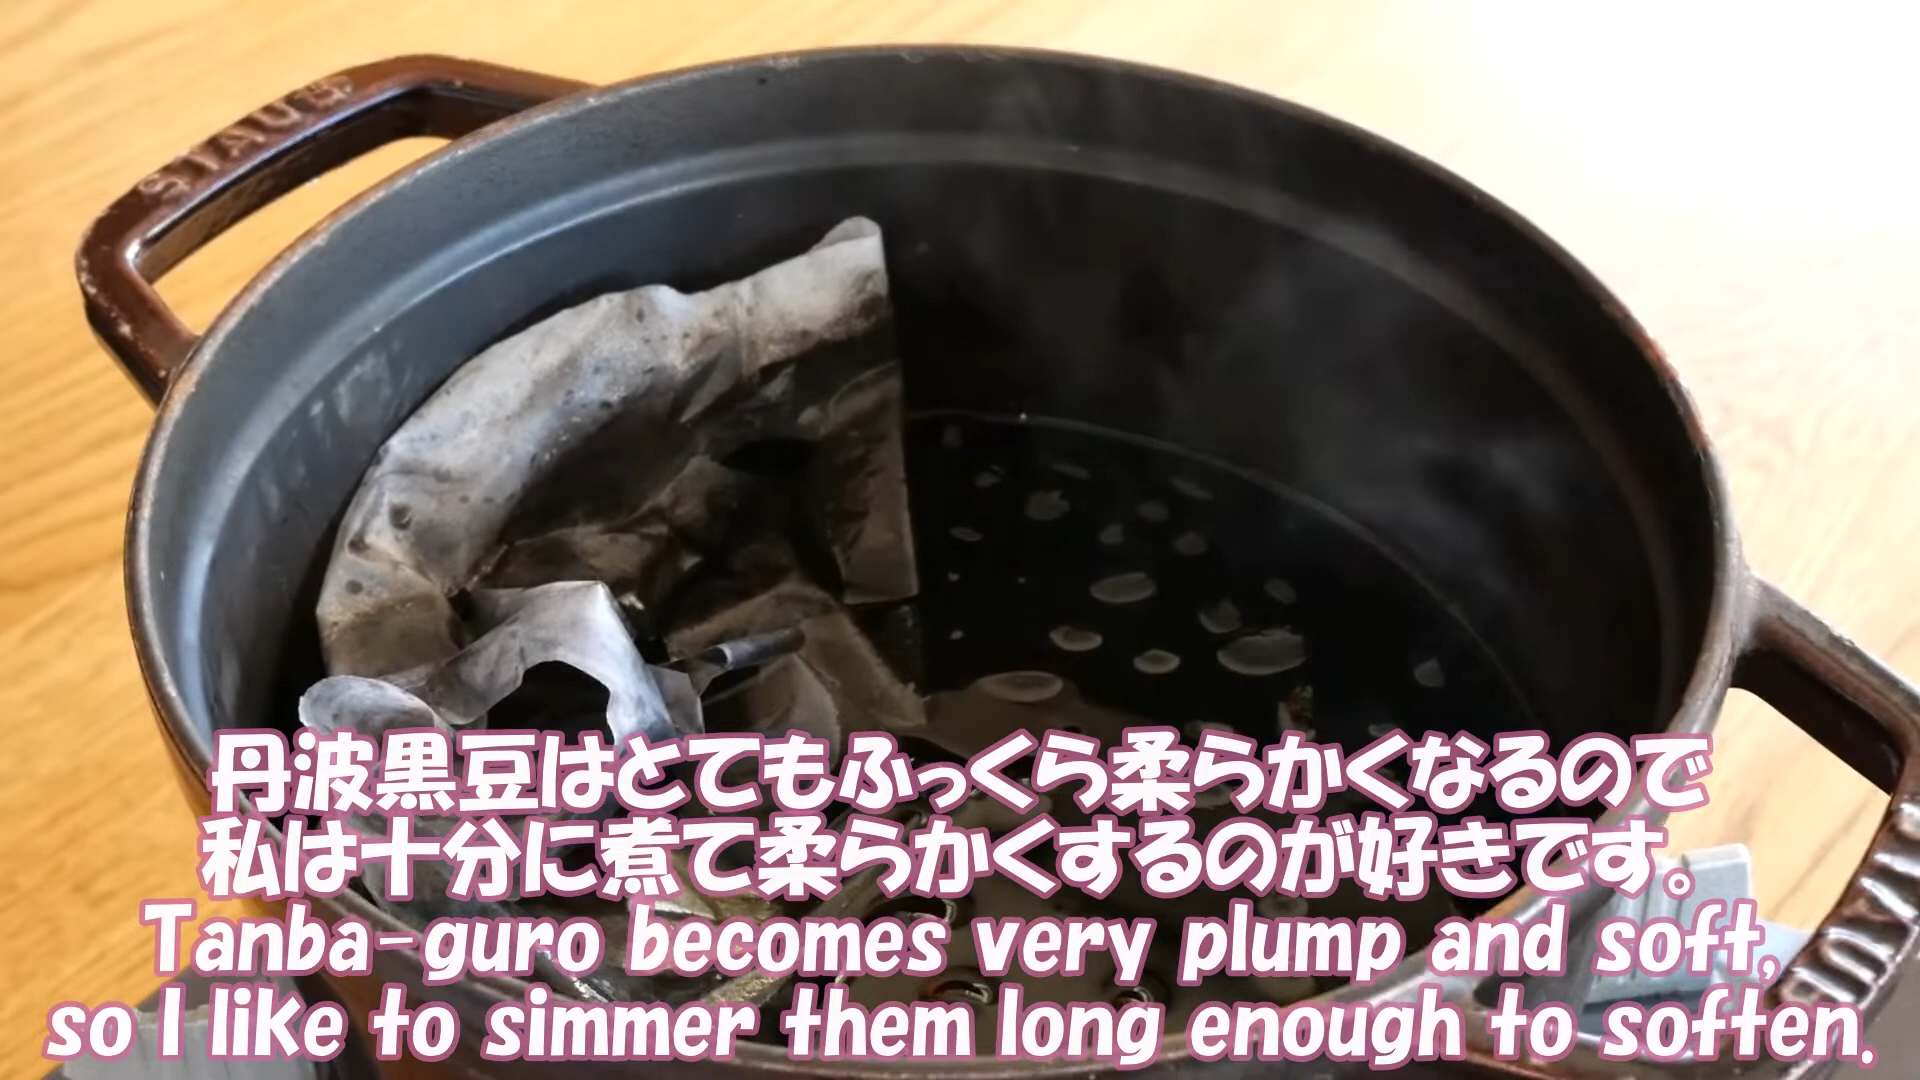 STAUB
丹波黒豆はとてもふっくら柔らかくなるので
私は十分に煮て柔らかくするのが好きです。
Tanba-guro becomes very plump and soft,
so I like to simmer them long enough to soften.